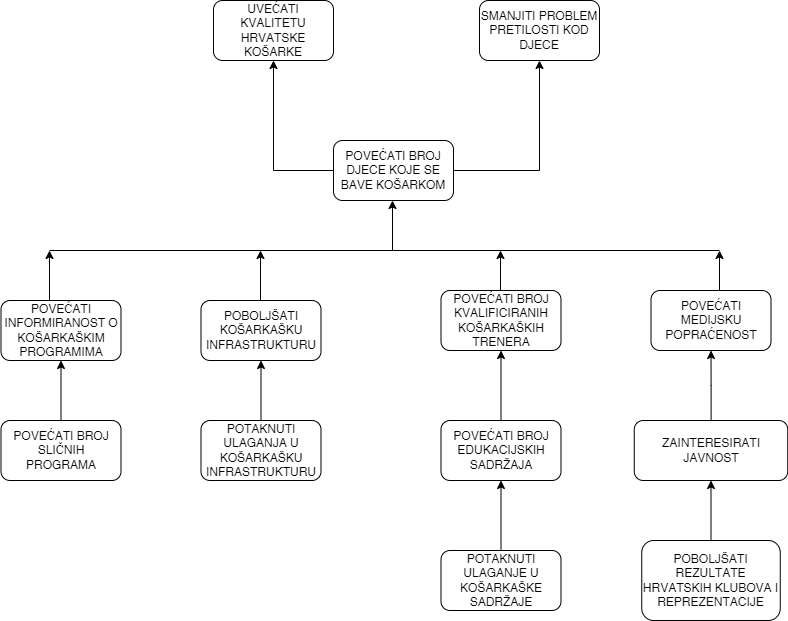 UVEĆATI
KVALITETU
HRVATSKE
KOŠARKE
SMANJITI PROBLEM
PRETILOSTI KOD
DJECE
POVEĆATI BROJ
DJECE KOJE SE
BAVE KOŠARKOM
POVEĆATI
INFORMIRANOST O
KOŠARKAŠKIM
PROGRAMIMA
POBOLJŠATI
KOŠARKAŠKU
INFRASTRUKTURU
POVEĆATI BROJ
KVALIFICIRANIH
KOŠARKAŠKIH
TRENERA
POVEĆATI
MEDIJSKU
POPRAĆENOST
POVEĆATI BROJ
SLIČNIH
PROGRAMA
POTAKNUTI
ULAGANJA U
KOŠARKAŠKU
INFRASTRUKTURU
POVEĆATI BROJ
EDUKACIJSKIH
SADRŽAJA
ZAINTERESIRATI
JAVNOST
POTAKNUTI
ULAGANJE U
KOŠARKAŠKE
SADRŽAJE
POBOLJŠATI
REZULTATE
HRVATSKIH KLUBOVA I
REPREZENTACIJE